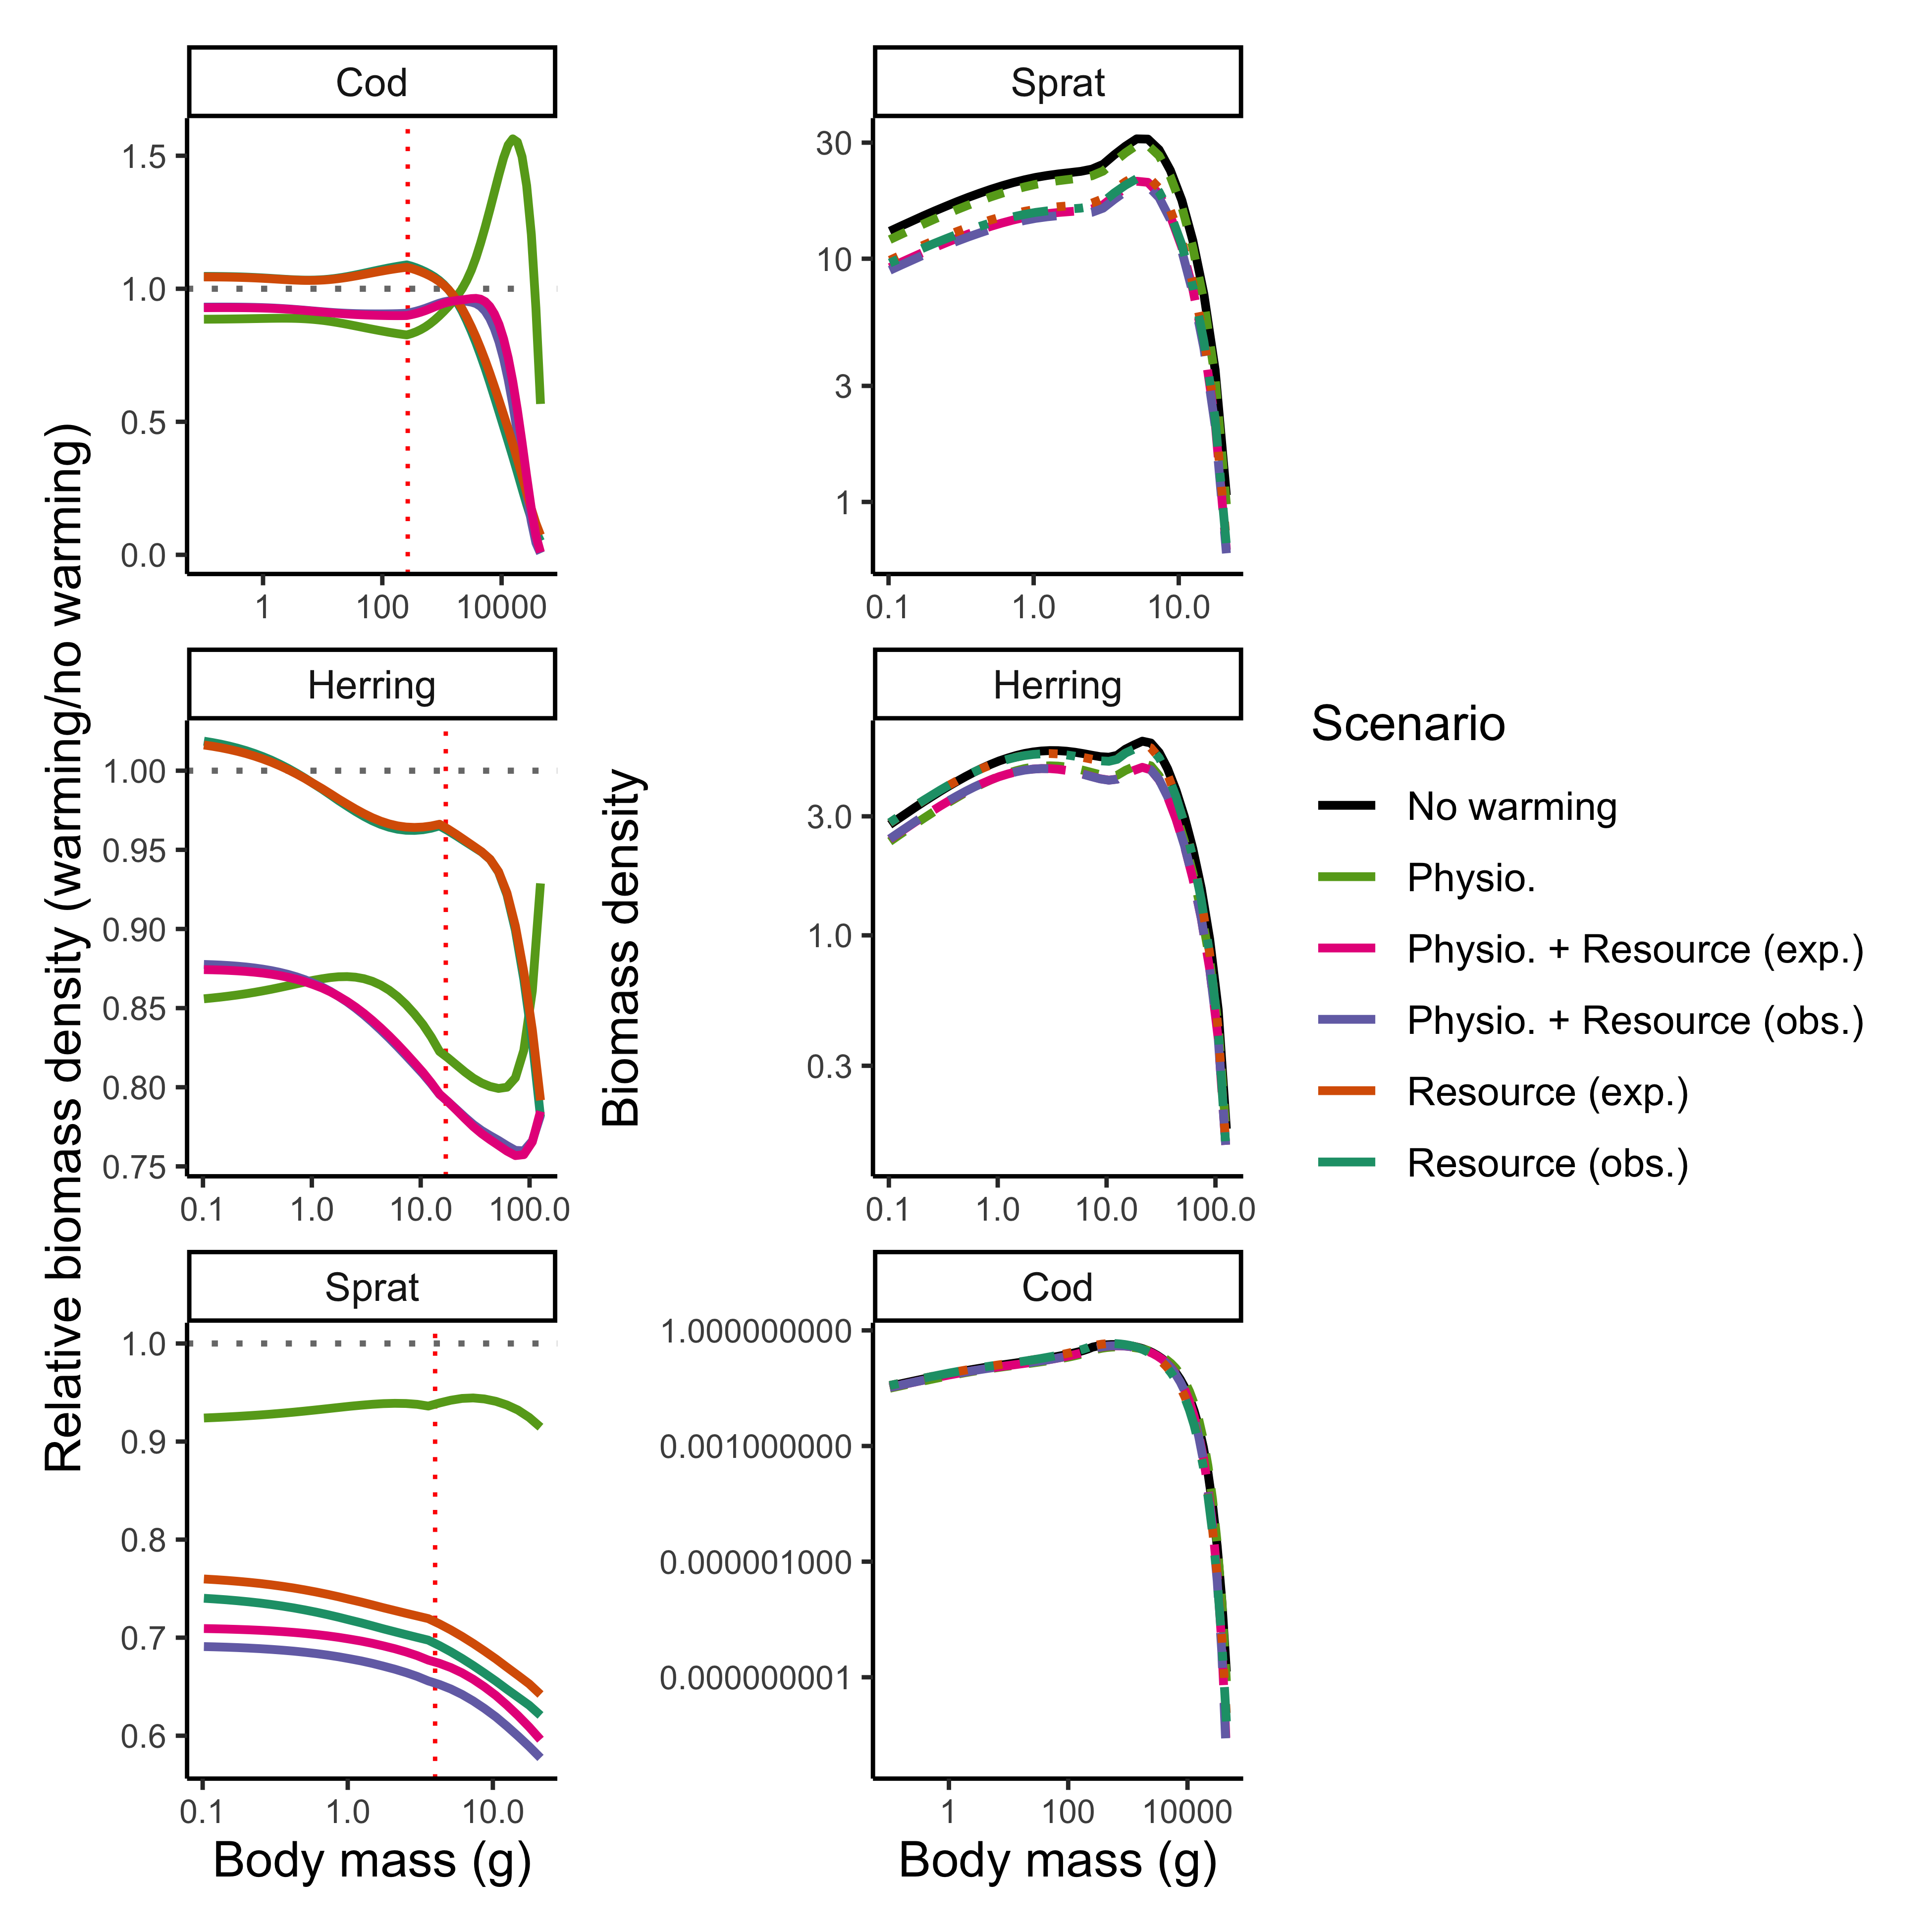 Cod
1.5
1.0
0.5
0.0
1 100 10000
Herring
1.00
0.95
0.90
0.85
0.80
0.75
0.1 1.0 10.0 100.0
Sprat
1.0
0.9
0.8
0.7
0.6
0.1 1.0 10.0
Body mass (g)
Relative biomass density (warming/no warming)
Sprat
30
10
3
1
0.1 1.0 10.0
Herring
3.0
1.0
0.3
0.1 1.0 10.0 100.0
Cod
1.000000000
0.001000000
0.000001000
0.000000001
1 100 10000
Body mass (g)
Biomass density
Scenario
No warming
Physio.
Physio. + Resource (exp.)
Physio. + Resource (obs.)
Resource (exp.)
Resource (obs.)